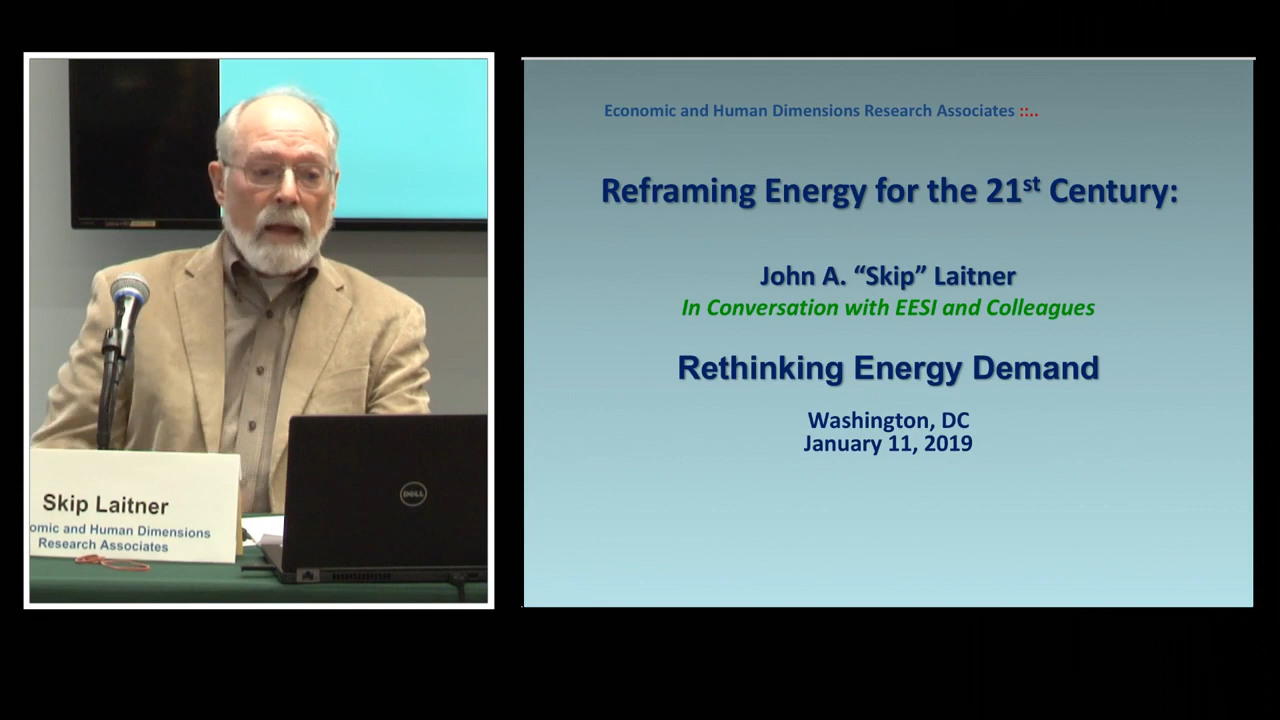 Skip Laitner
omic and Human Dimensions
Research Associates
DELL
Economic and Human Dimensions Research Associates ::..
Reframing Energy for the 21st Century:
John A. “Skip” Laitner
In Conversation with EESI and Colleagues
Rethinking Energy Demand
Washington, DC
January 11, 2019